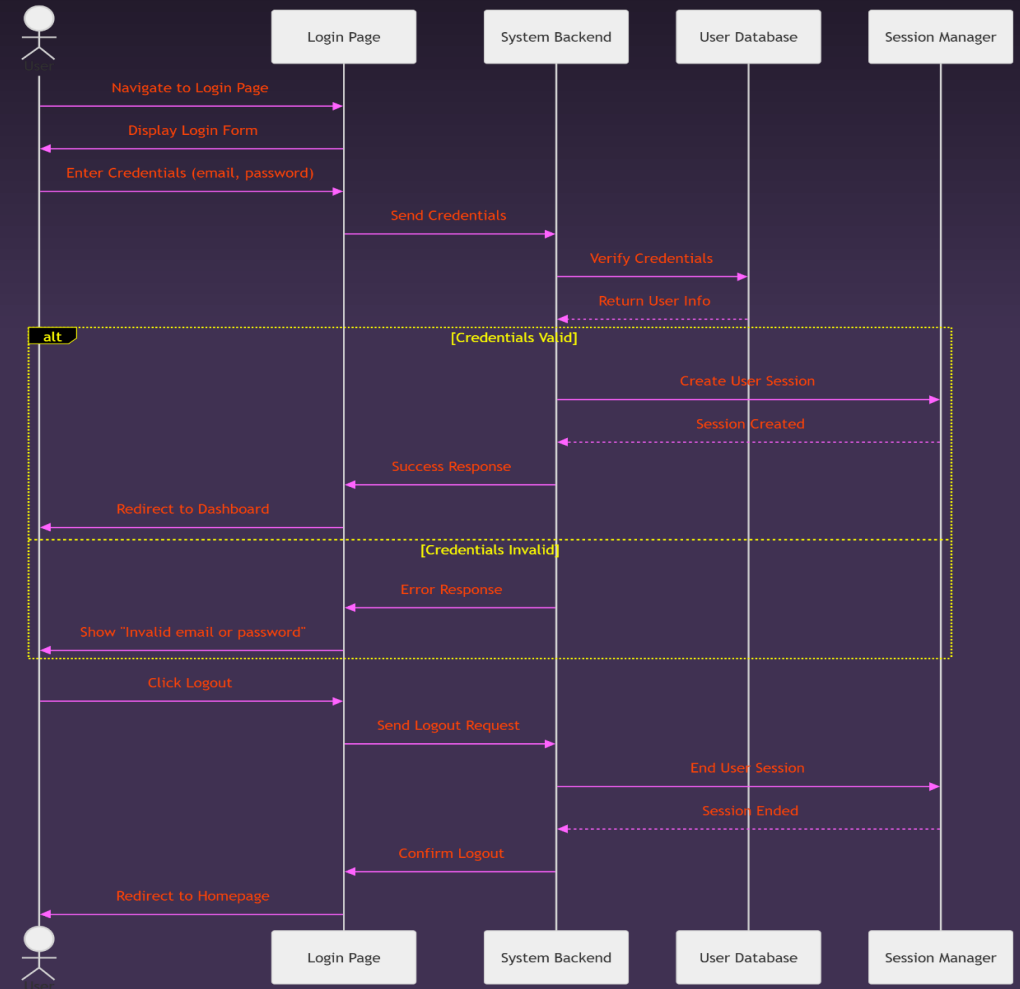 Login Page
System Backend
User Database
Session Manager
User
Navigate to Login Page
Display Login Form
Enter Credentials (email, password)
Send Credentials
Verify Credentials
Return User Info
alt
[Credentials Valid]
Create User Session
Session Created
Success Response
Redirect to Dashboard
[Credentials Invalid]
Error Response
Show "Invalid email or password"
Click Logout
Send Logout Request
End User Session
Session Ended
Confirm Logout
Redirect to Homepage
Login Page
System Backend
User Database
Session Manager
User